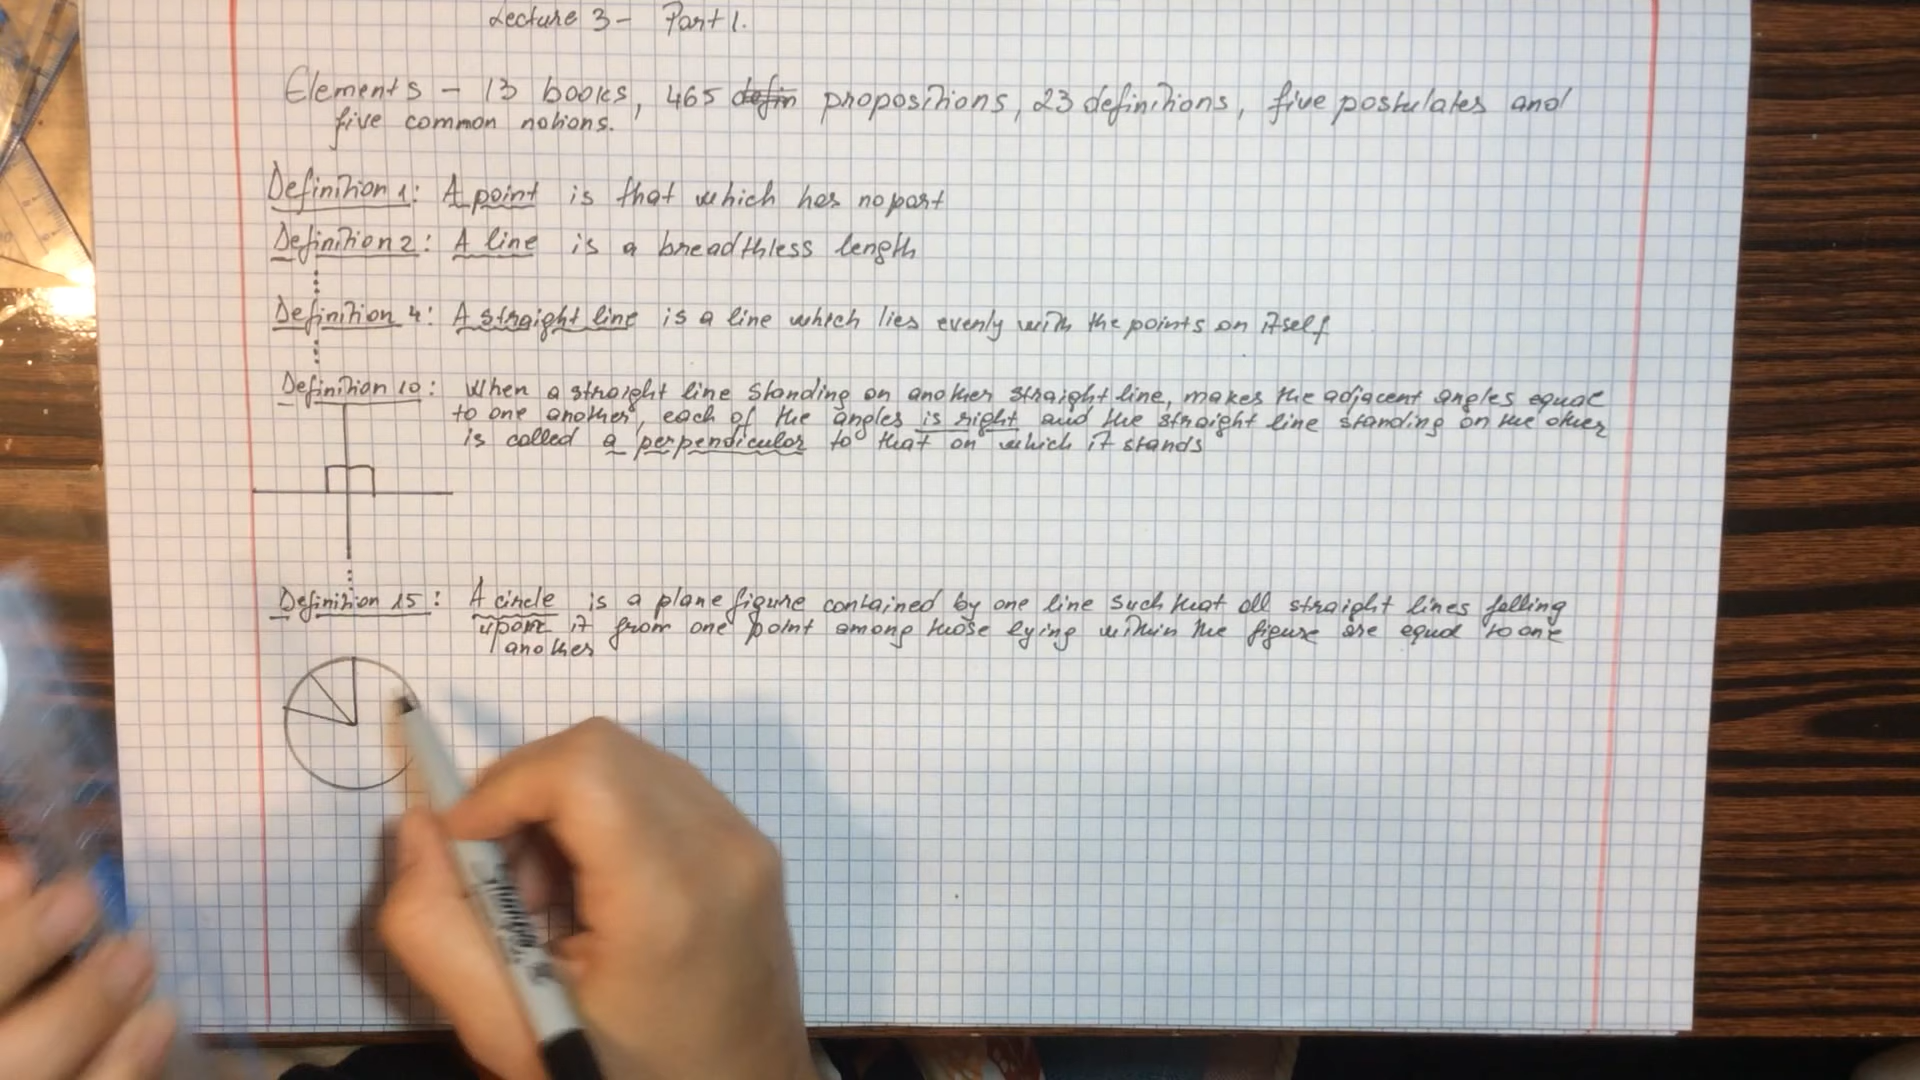 Lecture 3 - Part 1.
Elements - 13 books, 465 defin propositions, 23 definitions, five postulates and
five common notions.
Definition 1: A point is that which has no part
Definition 2: A line is a breadthless length
Definition 4: A straight line is a line which lies evenly with the points on itself
Definition 10: When a straight line standing on another straight line, makes the adjacent angles equal
to one another, each of the angles is right and the straight line standing on the other
is called a perpendicular to that on which it stands
Definition 15: A circle is a plane figure contained by one line such that all straight lines falling
upone it from one point among those lying within the figure are equal to one
another